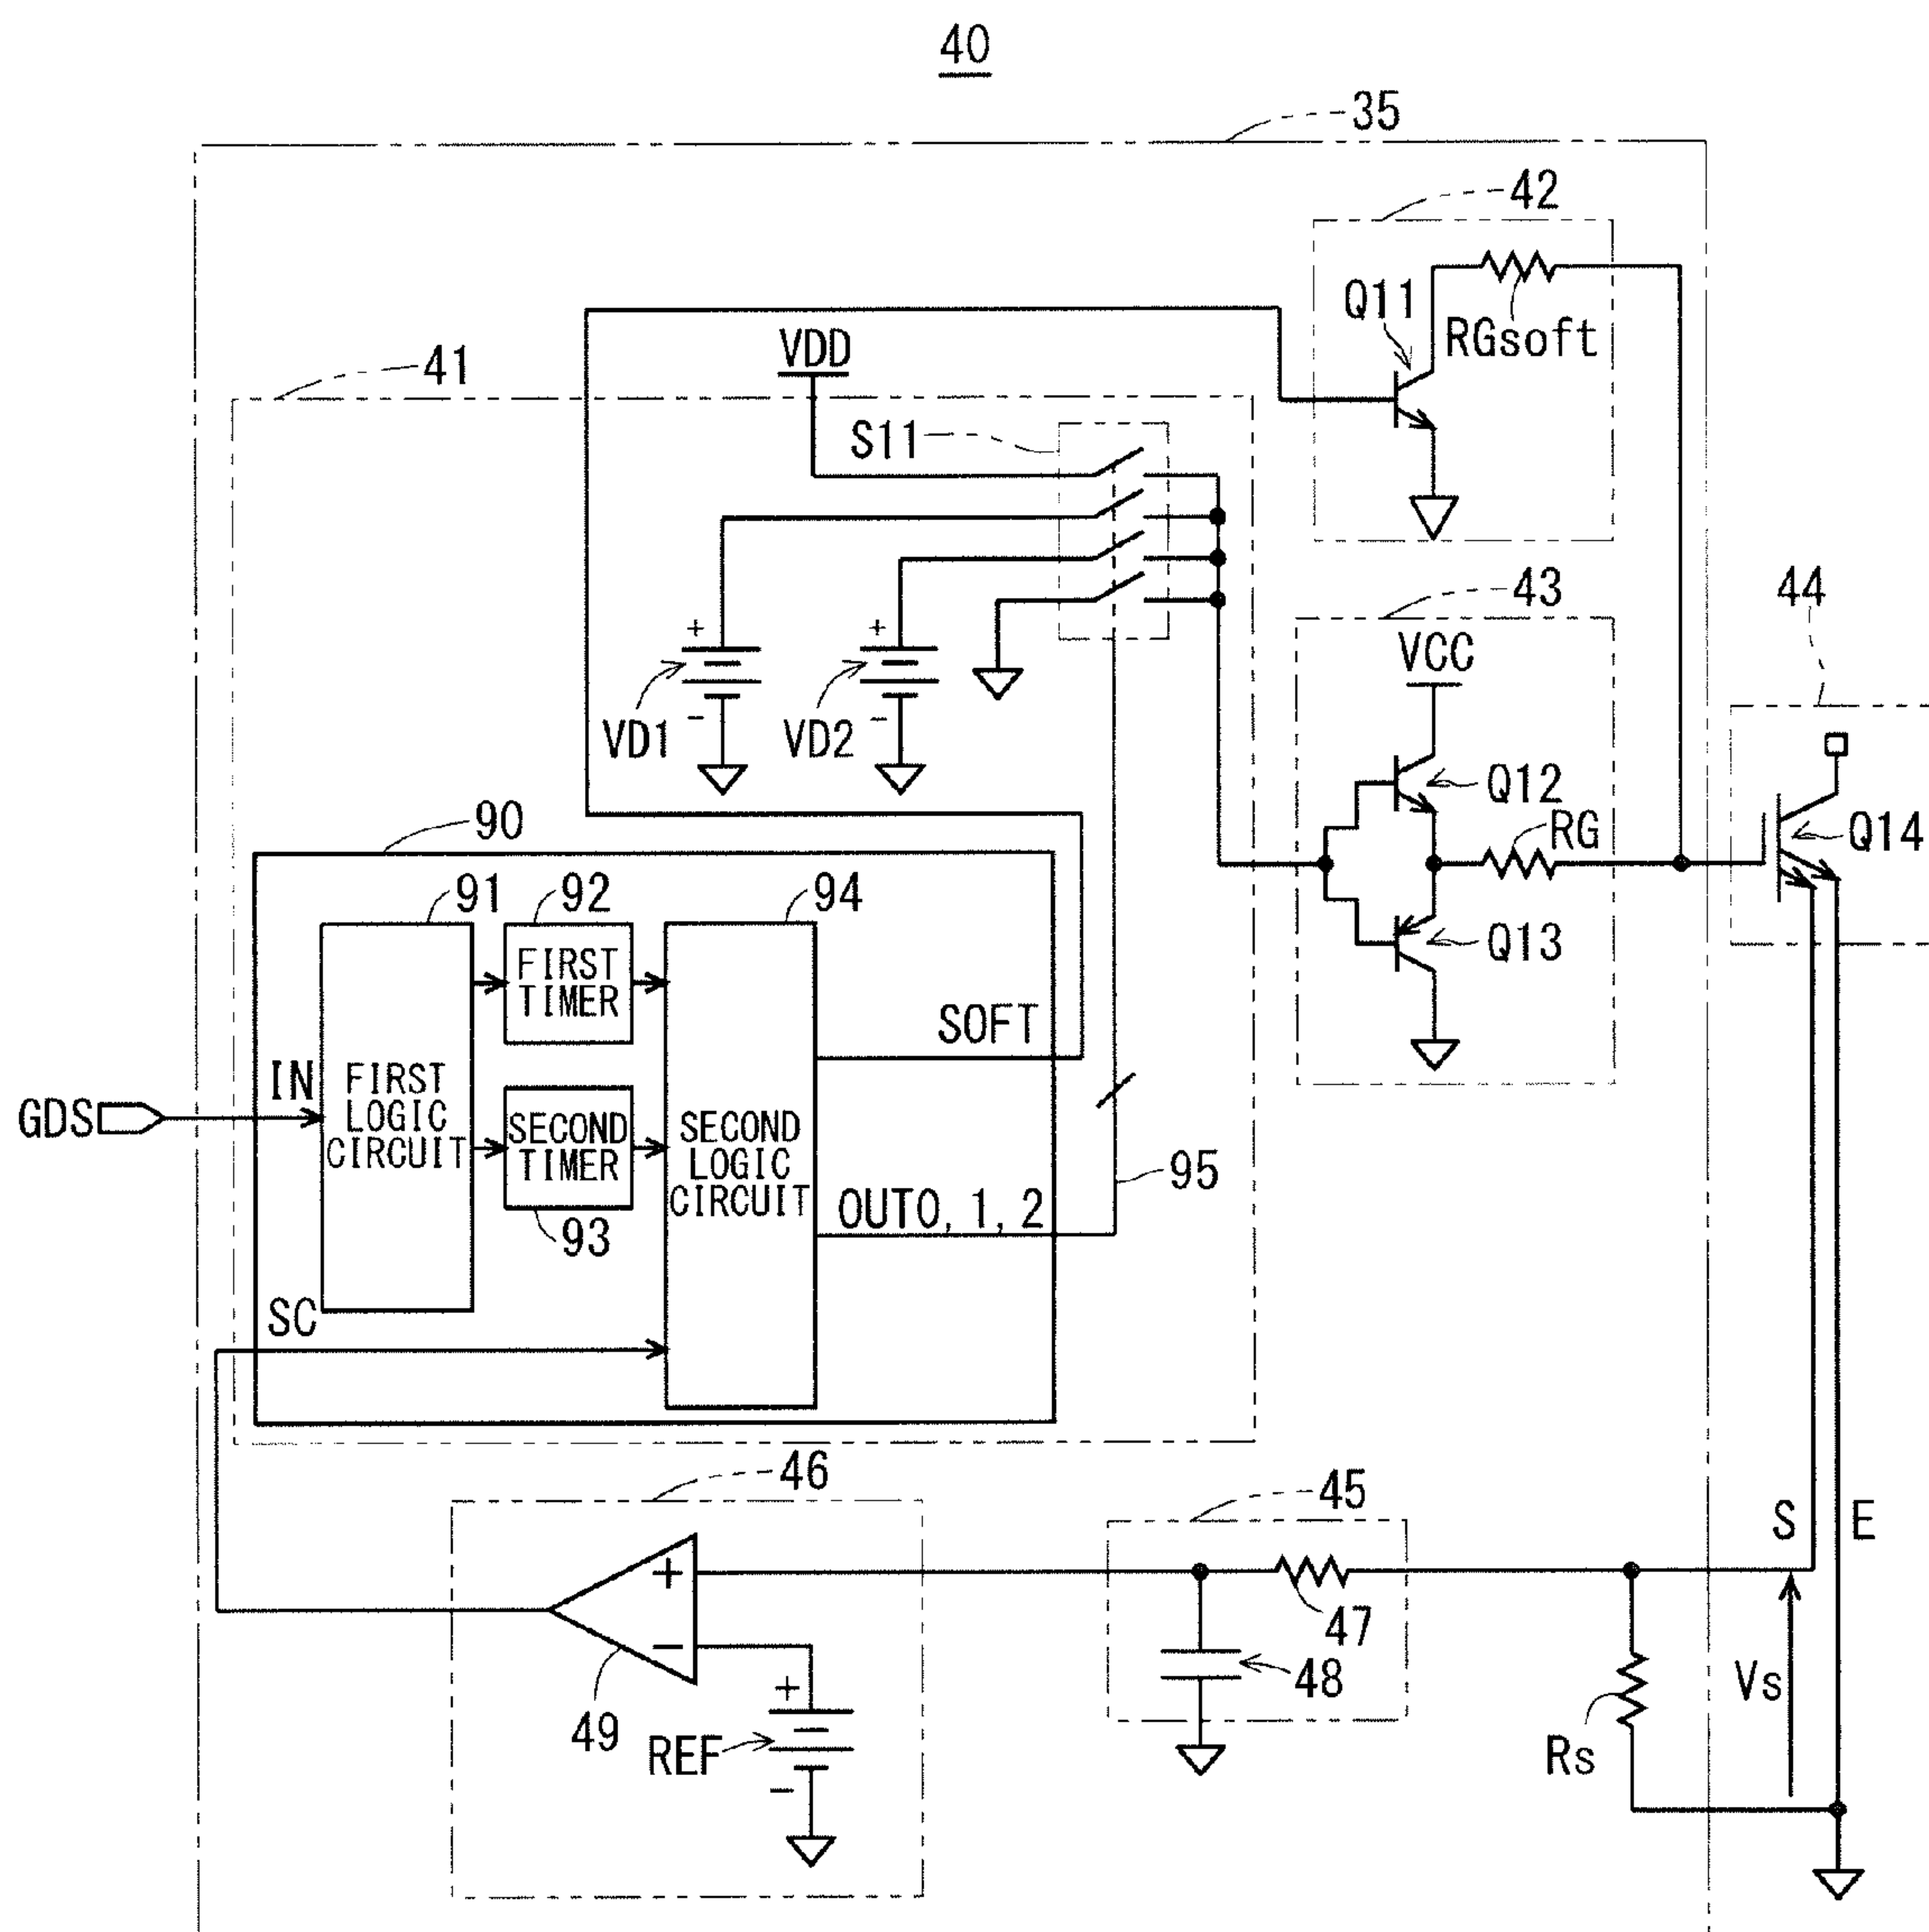 40
35
42
Q11
RGsoft
41
VDD
S11
43
44
VCC
VD1
VD2
Q12
RG
Q14
Q13
90
91
92
94
FIRST
TIMER
SOFT
IN
FIRST
LOGIC
CIRCUIT
GDS
SECOND
TIMER
SECOND
LOGIC
CIRCUIT
95
OUT0, 1, 2
93
SC
46
45
S
E
+
−
47
48
49
REF
+
−
Rs
Vs
+
−
+
−